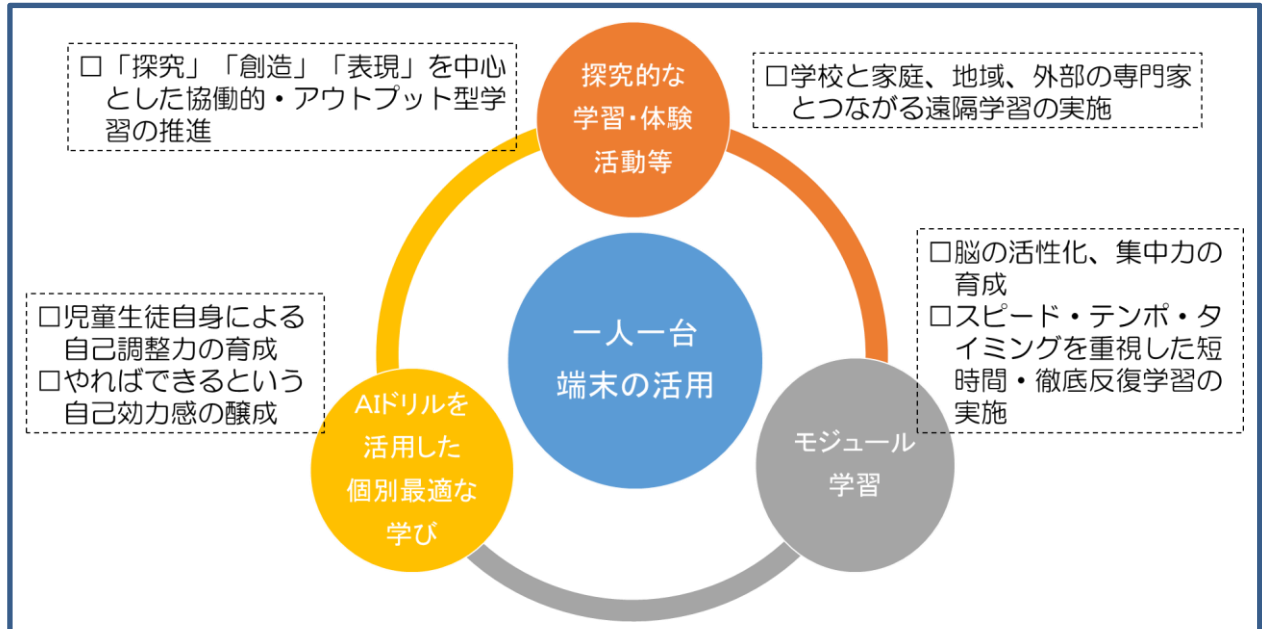 □「探究」「創造」「表現」を中心
とした協働的・アウトプット型学
習の推進
探究的な
学習・体験
活動等
□学校と家庭、地域、外部の専門家
とつながる遠隔学習の実施
□児童生徒自身による
自己調整力の育成
□やればできるという
自己効力感の醸成
一人一台
端末の活用
□脳の活性化、集中力の
育成
□スピード・テンポ・タ
イミングを重視した短
時間・徹底反復学習の
実施
AIドリルを
活用した
個別最適な
学び
モジュール
学習